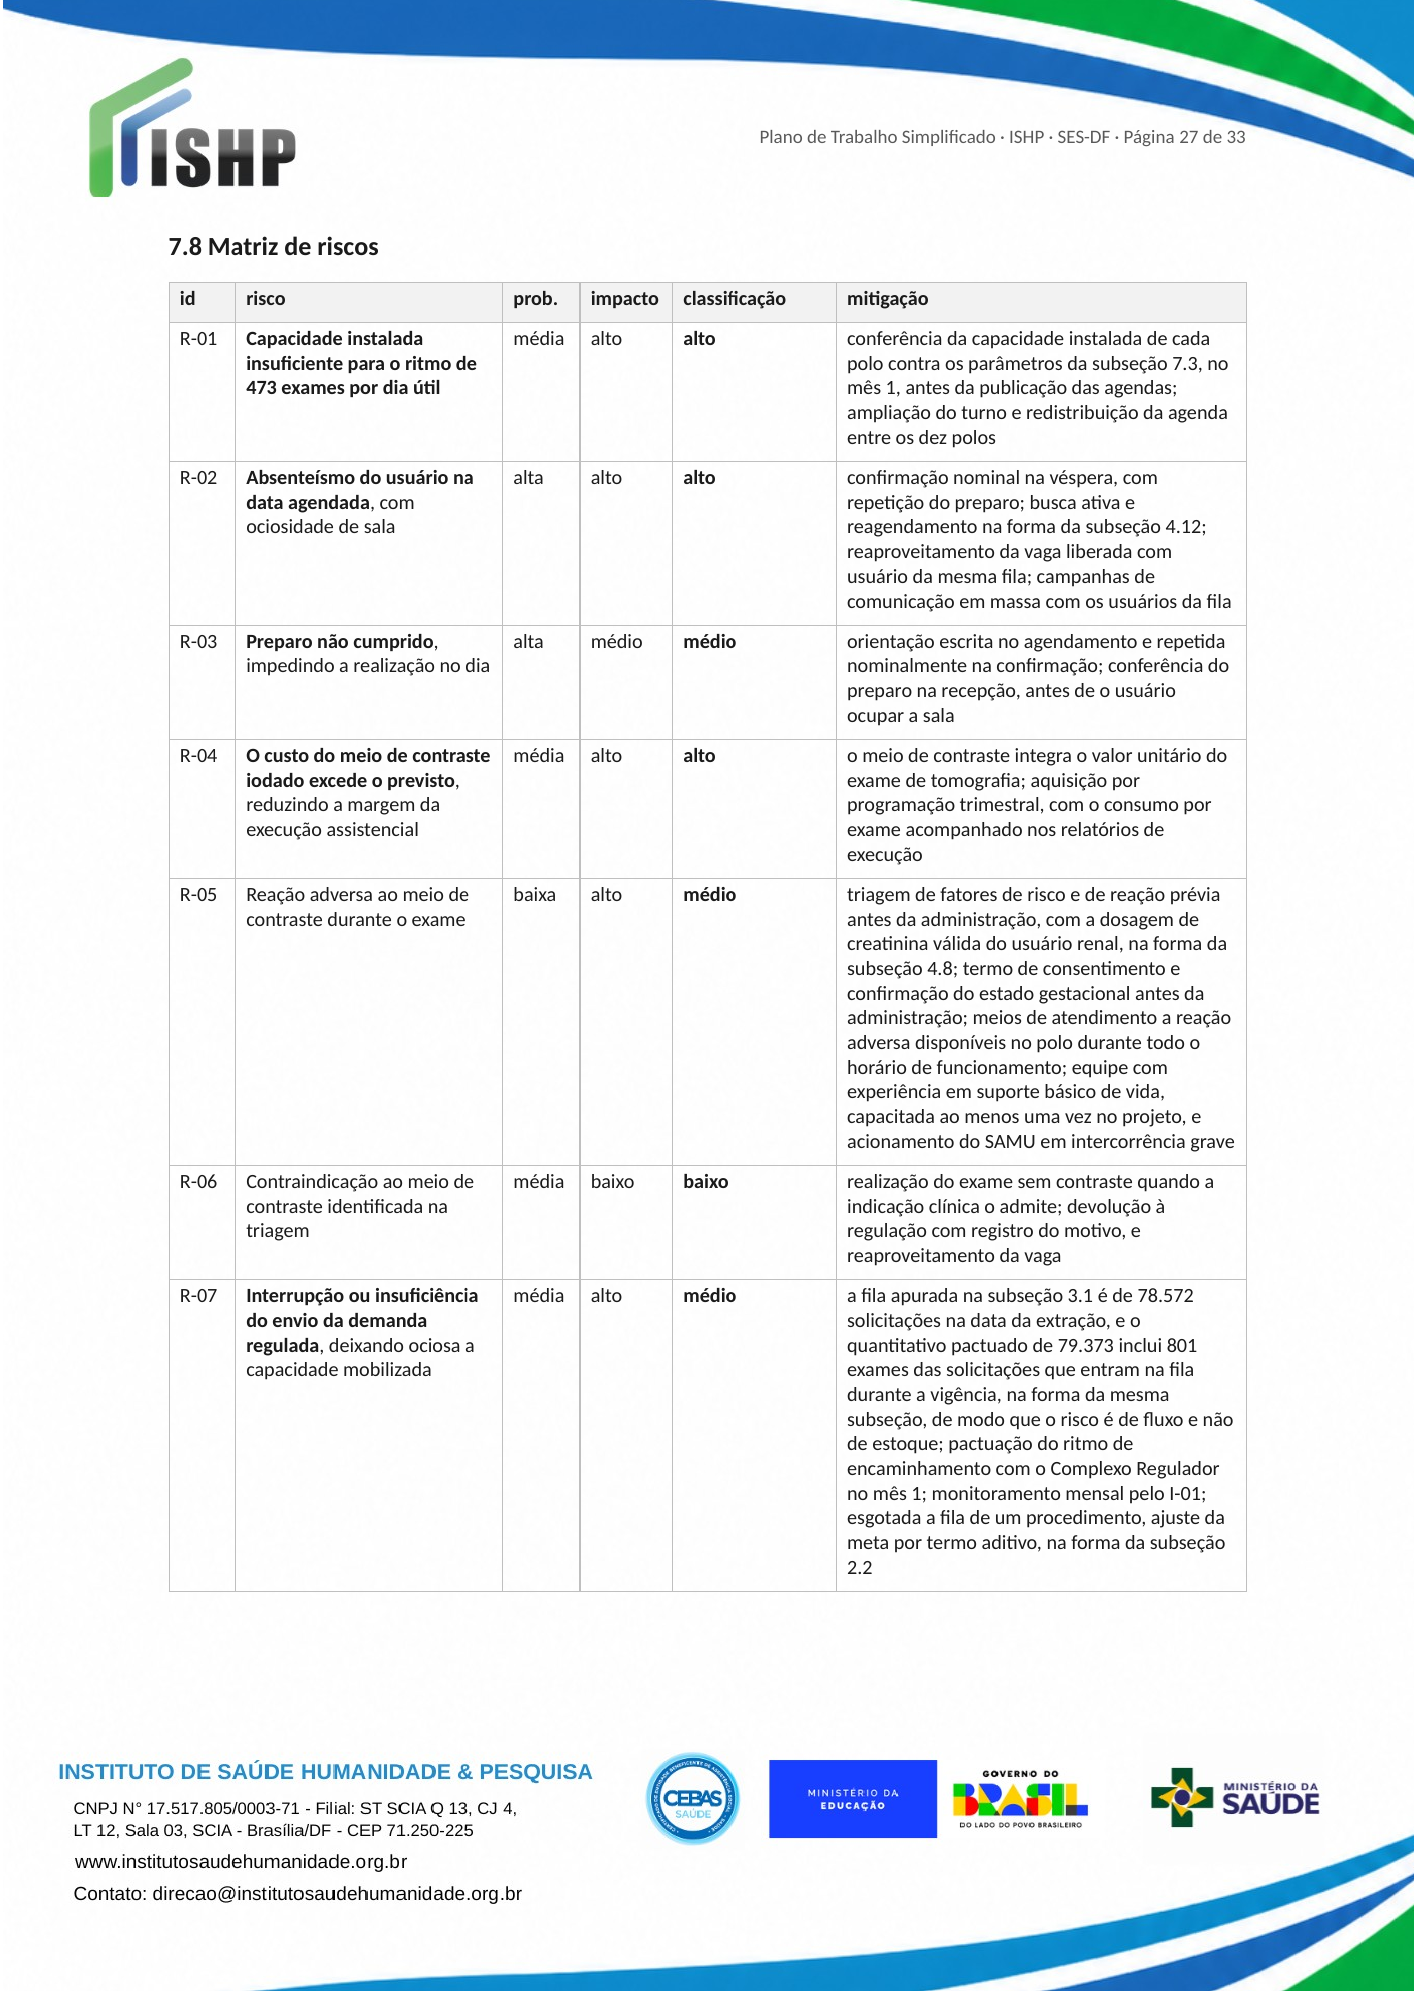 ISHP
Plano de Trabalho Simplificado · ISHP · SES-DF · Página 27 de 33
7.8 Matriz de riscos
id risco prob. impacto classificação mitigação
R-01 Capacidade instalada média alto alto conferência da capacidade instalada de cada
insuficiente para o ritmo de polo contra os parâmetros da subseção 7.3, no
473 exames por dia útil mês 1, antes da publicação das agendas;
ampliação do turno e redistribuição da agenda
entre os dez polos
R-02 Absenteísmo do usuário na alta alto alto confirmação nominal na véspera, com
data agendada, com repetição do preparo; busca ativa e
ociosidade de sala reagendamento na forma da subseção 4.12;
reaproveitamento da vaga liberada com
usuário da mesma fila; campanhas de
comunicação em massa com os usuários da fila
R-03 Preparo não cumprido, alta médio médio orientação escrita no agendamento e repetida
impedindo a realização no dia nominalmente na confirmação; conferência do
preparo na recepção, antes de o usuário
ocupar a sala
R-04 O custo do meio de contraste média alto alto o meio de contraste integra o valor unitário do
iodado excede o previsto, exame de tomografia; aquisição por
reduzindo a margem da programação trimestral, com o consumo por
execução assistencial exame acompanhado nos relatórios de
execução
R-05 Reação adversa ao meio de baixa alto médio triagem de fatores de risco e de reação prévia
contraste durante o exame antes da administração, com a dosagem de
creatinina válida do usuário renal, na forma da
subseção 4.8; termo de consentimento e
confirmação do estado gestacional antes da
administração; meios de atendimento a reação
adversa disponíveis no polo durante todo o
horário de funcionamento; equipe com
experiência em suporte básico de vida,
capacitada ao menos uma vez no projeto, e
acionamento do SAMU em intercorrência grave
R-06 Contraindicação ao meio de média baixo baixo realização do exame sem contraste quando a
contraste identificada na indicação clínica o admite; devolução à
triagem regulação com registro do motivo, e
reaproveitamento da vaga
R-07 Interrupção ou insuficiência média alto médio a fila apurada na subseção 3.1 é de 78.572
do envio da demanda solicitações na data da extração, e o
regulada, deixando ociosa a quantitativo pactuado de 79.373 inclui 801
capacidade mobilizada exames das solicitações que entram na fila
durante a vigência, na forma da mesma
subseção, de modo que o risco é de fluxo e não
de estoque; pactuação do ritmo de
encaminhamento com o Complexo Regulador
no mês 1; monitoramento mensal pelo I-01;
esgotada a fila de um procedimento, ajuste da
meta por termo aditivo, na forma da subseção
2.2
INSTITUTO DE SAÚDE HUMANIDADE & PESQUISA
CNPJ N° 17.517.805/0003-71 - Filial: ST SCIA Q 13, CJ 4,
LT 12, Sala 03, SCIA - Brasília/DF - CEP 71.250-225
www.institutosaudehumanidade.org.br
Contato: direcao@institutosaudehumanidade.org.br
CEBAS
SAÚDE
MINISTÉRIO DA
EDUCAÇÃO
GOVERNO DO
BRASIL
DO LADO DO POVO BRASILEIRO
MINISTÉRIO DA
SAÚDE